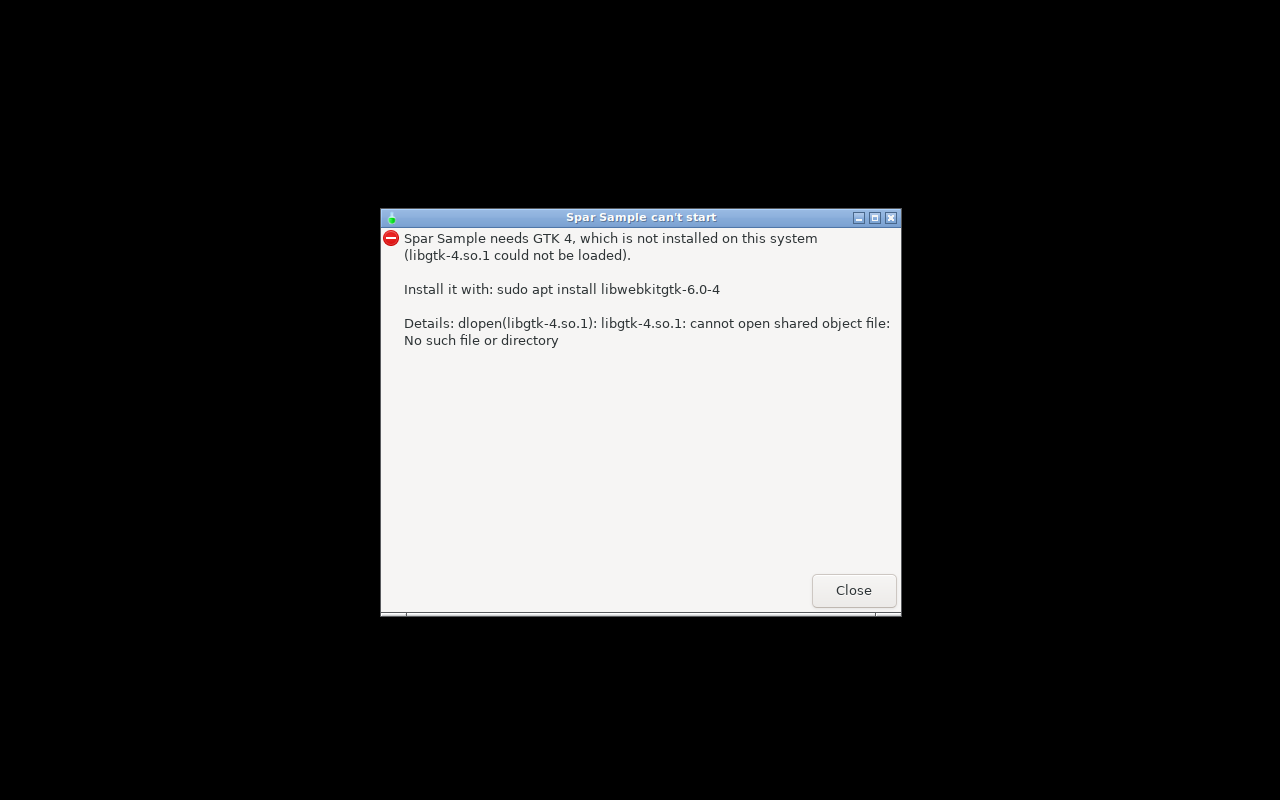 Spar Sample can't start
Spar Sample needs GTK 4, which is not installed on this system
(libgtk-4.so.1 could not be loaded).
Install it with: sudo apt install libwebkitgtk-6.0-4
Details: dlopen(libgtk-4.so.1): libgtk-4.so.1: cannot open shared object file:
No such file or directory
Close